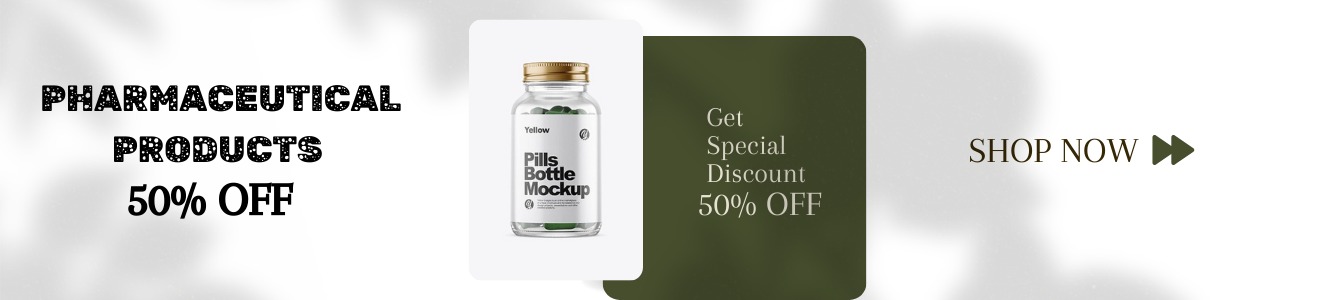 PHARMACEUTICAL
PRODUCTS
50% OFF
Yellow
Pills
Bottle
Mockup
Get
Special
Discount
50% OFF
SHOP NOW